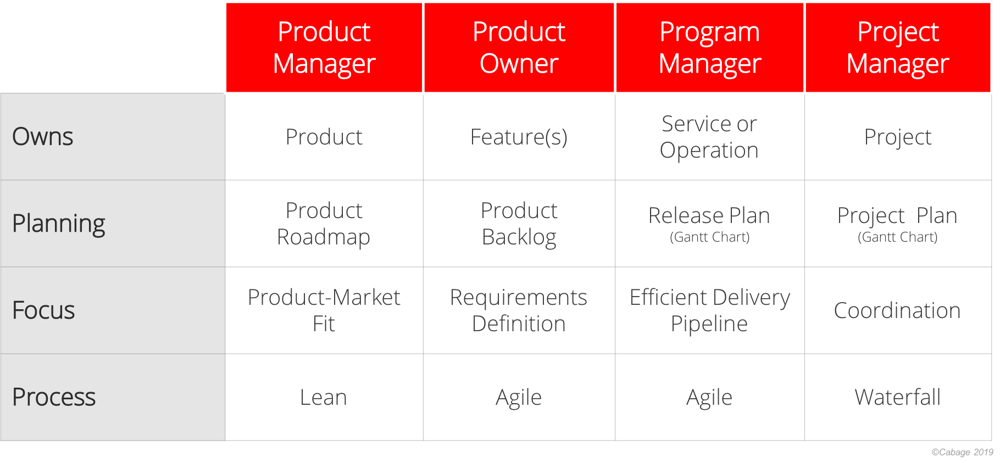 Product
Manager
Product
Owner
Program
Manager
Project
Manager
Owns
Product
Feature(s)
Service or
Operation
Project
Planning
Product
Roadmap
Product
Backlog
Release Plan
(Gantt Chart)
Project Plan
(Gantt Chart)
Focus
Product-Market
Fit
Requirements
Definition
Efficient Delivery
Pipeline
Coordination
Process
Lean
Agile
Agile
Waterfall
©Cabage 2019